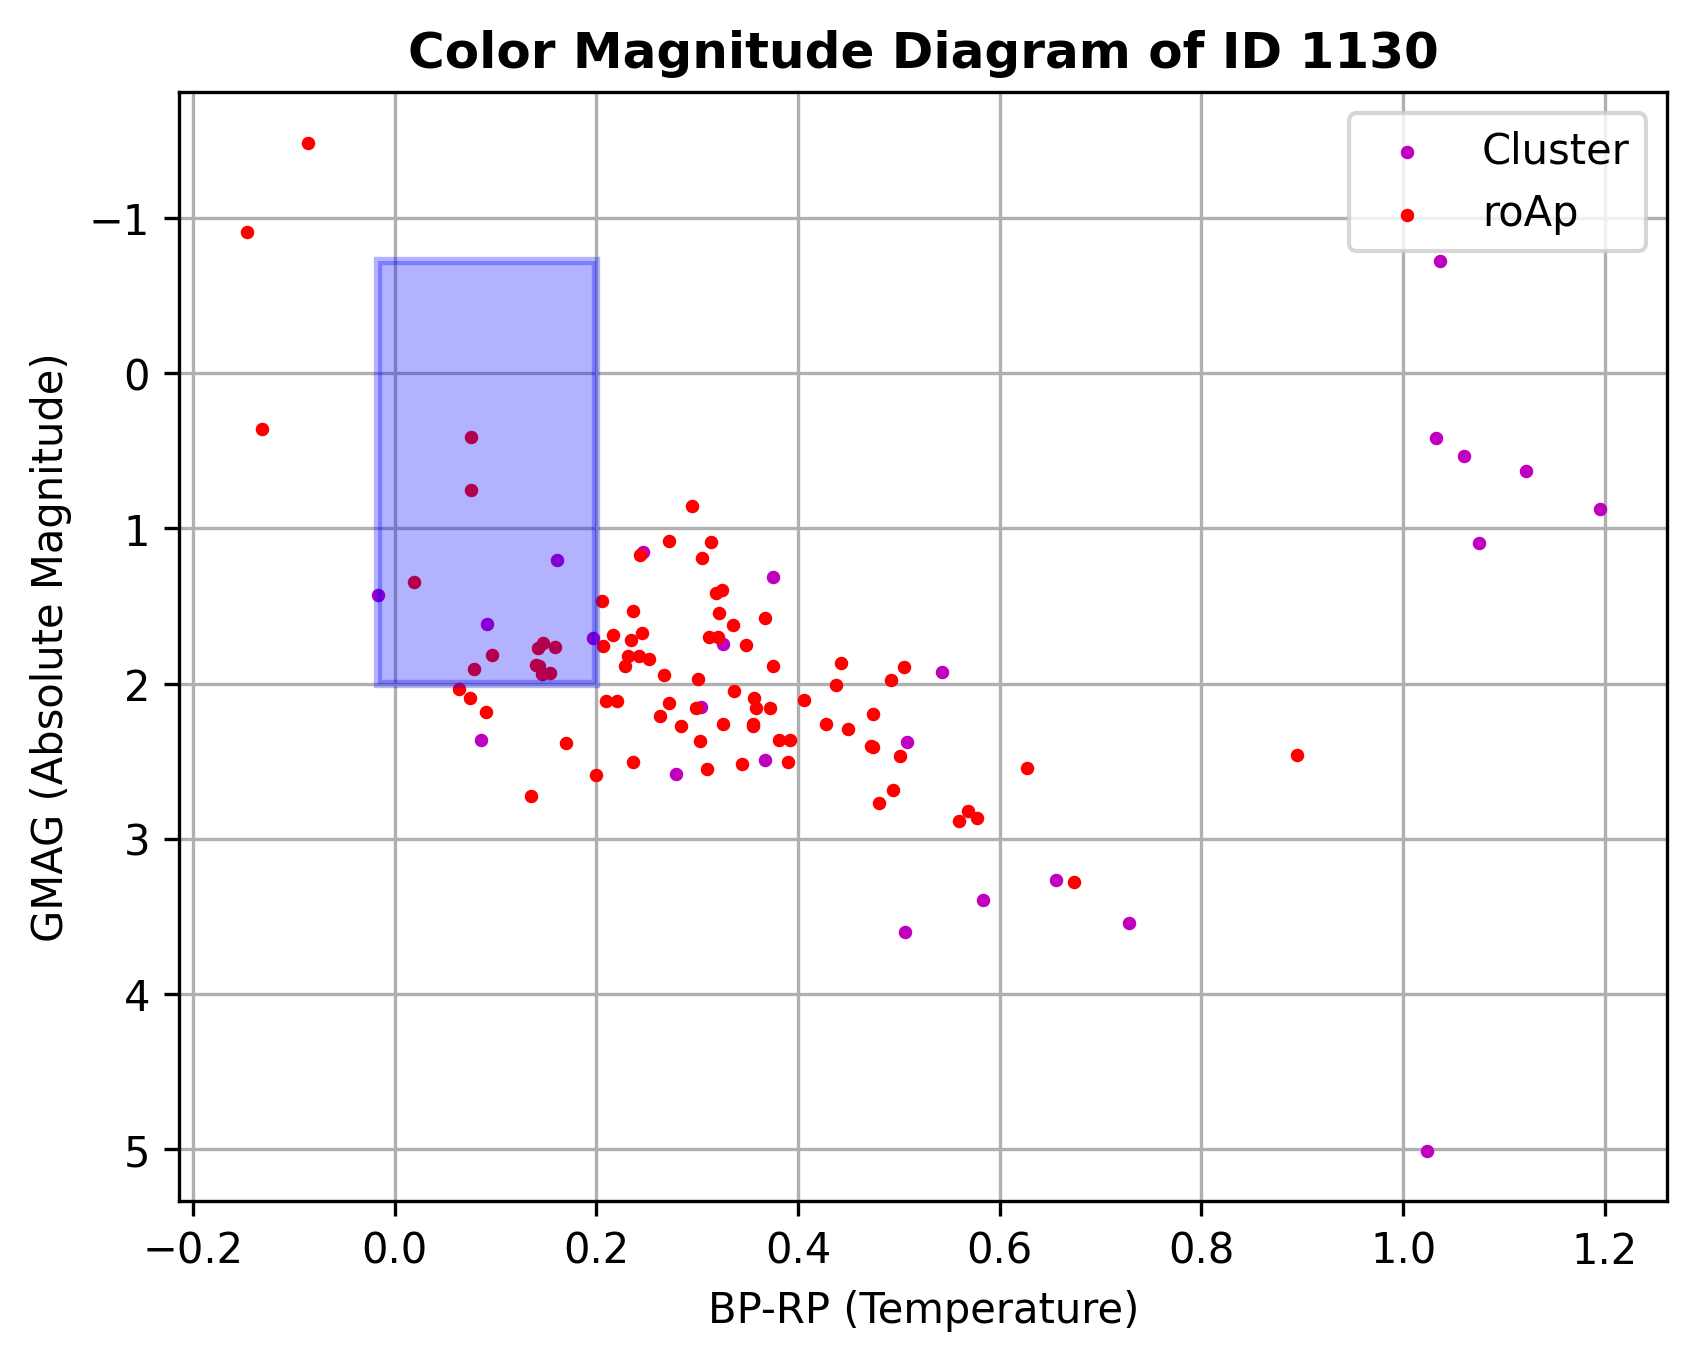 Color Magnitude Diagram of ID 1130
Cluster
roAp
GMAG (Absolute Magnitude)
−1
0
1
2
3
4
5
−0.2 0.0 0.2 0.4 0.6 0.8 1.0 1.2
BP-RP (Temperature)